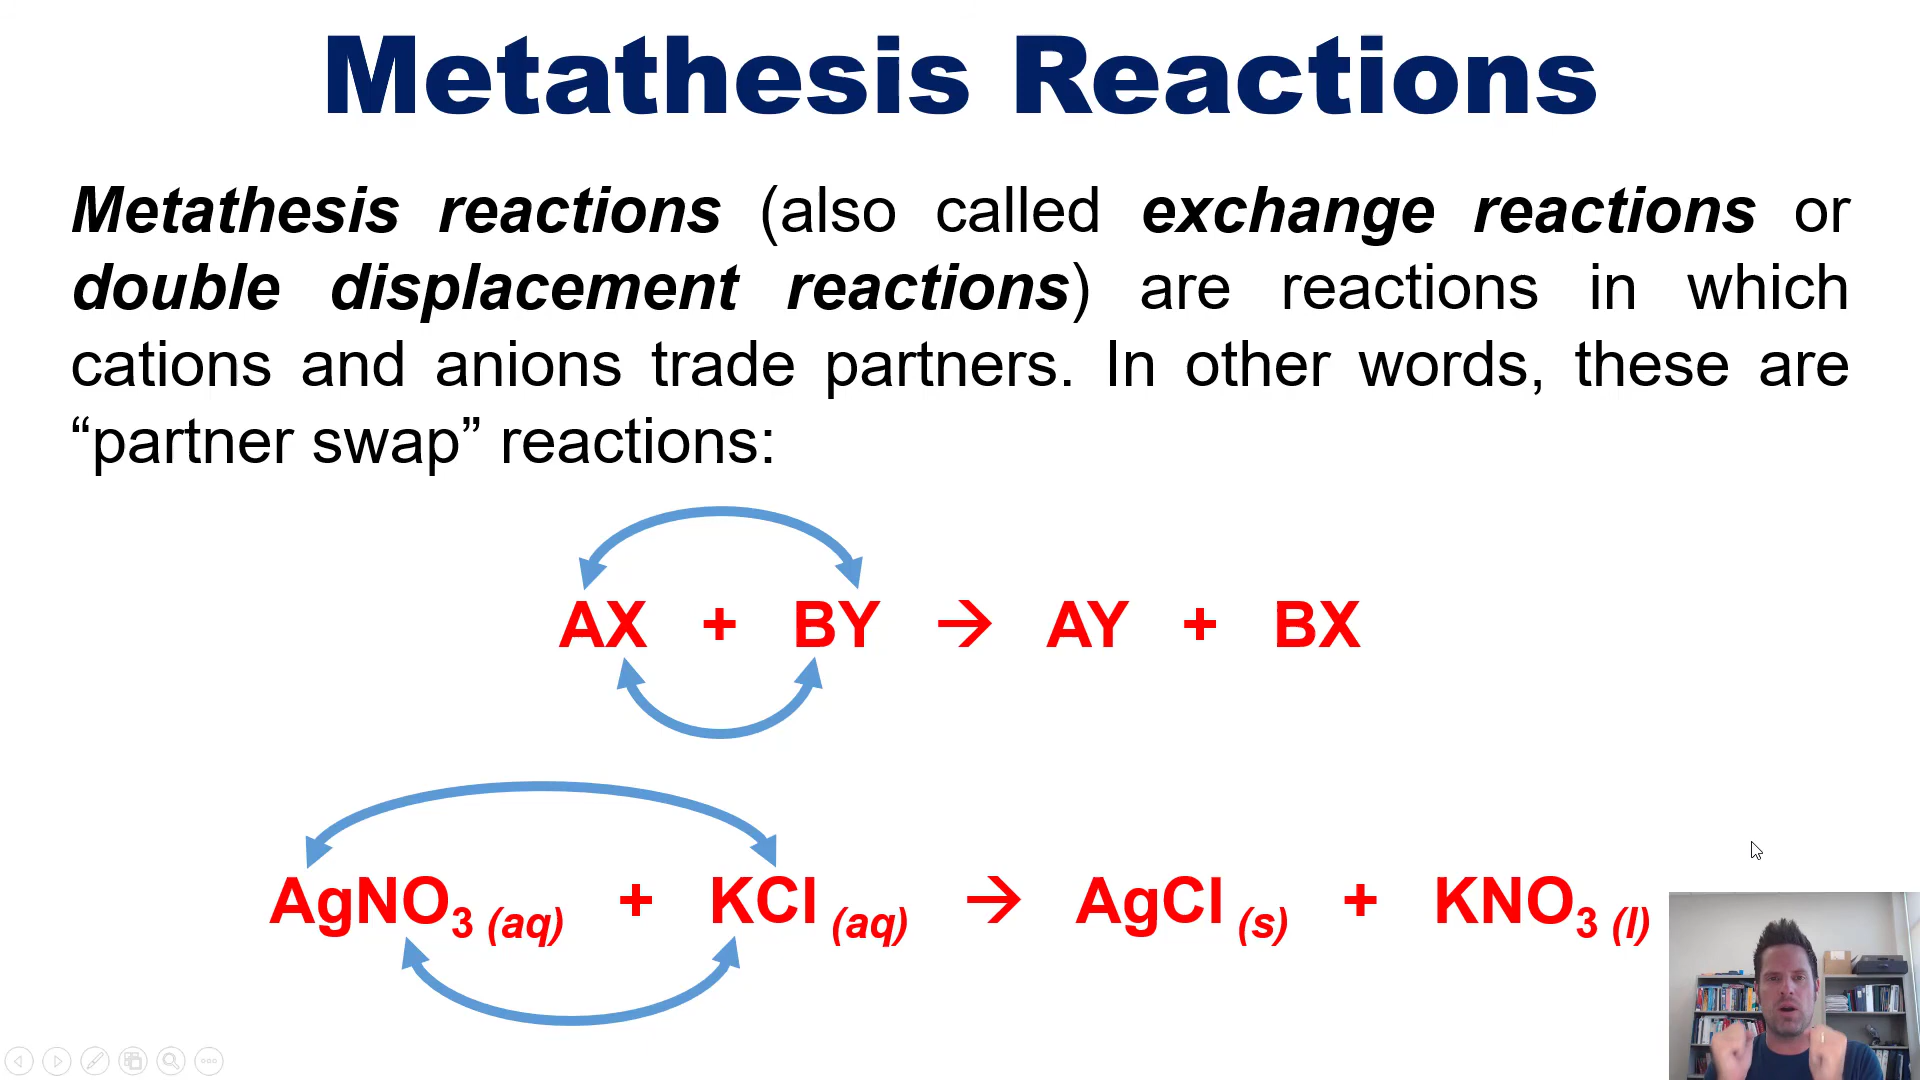 Metathesis Reactions
Metathesis reactions (also called exchange reactions or
double displacement reactions) are reactions in which
cations and anions trade partners. In other words, these are
“partner swap” reactions:
AX + BY → AY + BX
AgNO3 (aq) + KCl (aq) → AgCl (s) + KNO3 (l)